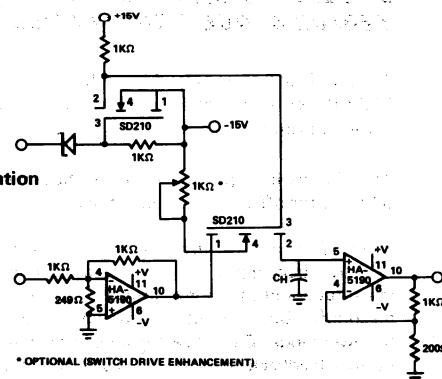 +15V
1KΩ
2
4
1
3
SD210
-15V
1KΩ
ntion
1KΩ *
SD210
3
1
4
2
1KΩ
1KΩ
4
+V
11
HA-
5190
10
249Ω
5
6
-V
CH
5
+V
11
HA-
5190
10
4
6
-V
1KΩ
200Ω
* OPTIONAL (SWITCH DRIVE ENHANCEMENT)